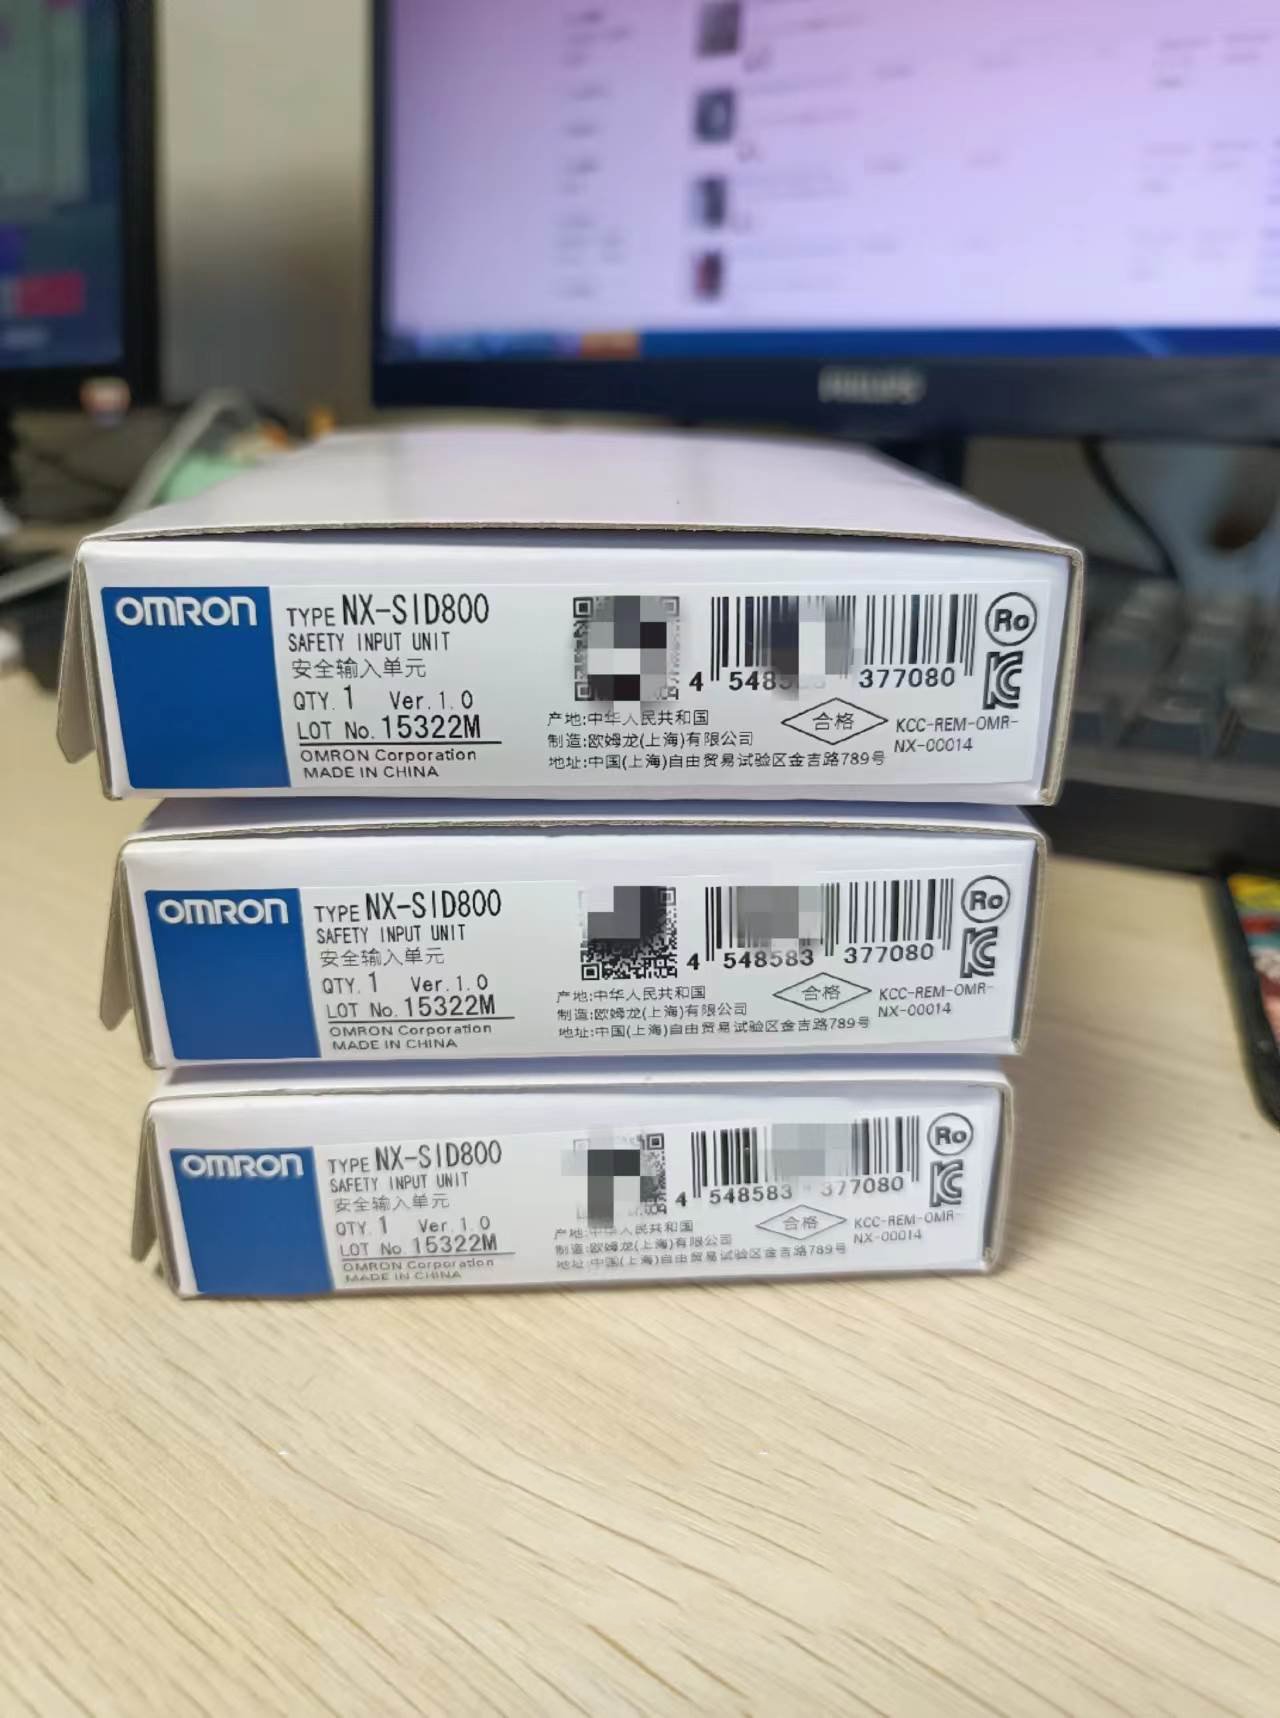 PHILIPS
OMRON
TYPE NX-SID800
SAFETY INPUT UNIT
安全输入单元
QTY. 1 Ver.1.0
LOT No. 15322M
OMRON Corporation
MADE IN CHINA
4 548583 377080
产地:中华人民共和国
制造:欧姆龙(上海)有限公司
地址:中国(上海)自由贸易试验区金吉路789号
合格
Ro
KCC-REM-OMR-
NX-00014
OMRON
TYPE NX-SID800
SAFETY INPUT UNIT
安全输入单元
QTY. 1 Ver.1.0
LOT No. 15322M
OMRON Corporation
MADE IN CHINA
4 548583 377080
产地:中华人民共和国
制造:欧姆龙(上海)有限公司
地址:中国(上海)自由贸易试验区金吉路789号
合格
Ro
KCC-REM-OMR-
NX-00014
OMRON
TYPE NX-SID800
SAFETY INPUT UNIT
安全输入单元
QTY. 1 Ver.1.0
LOT No. 15322M
OMRON Corporation
MADE IN CHINA
4 548583 377080
产地:中华人民共和国
制造:欧姆龙(上海)有限公司
地址:中国(上海)自由贸易试验区金吉路789号
合格
Ro
KCC-REM-OMR-
NX-00014